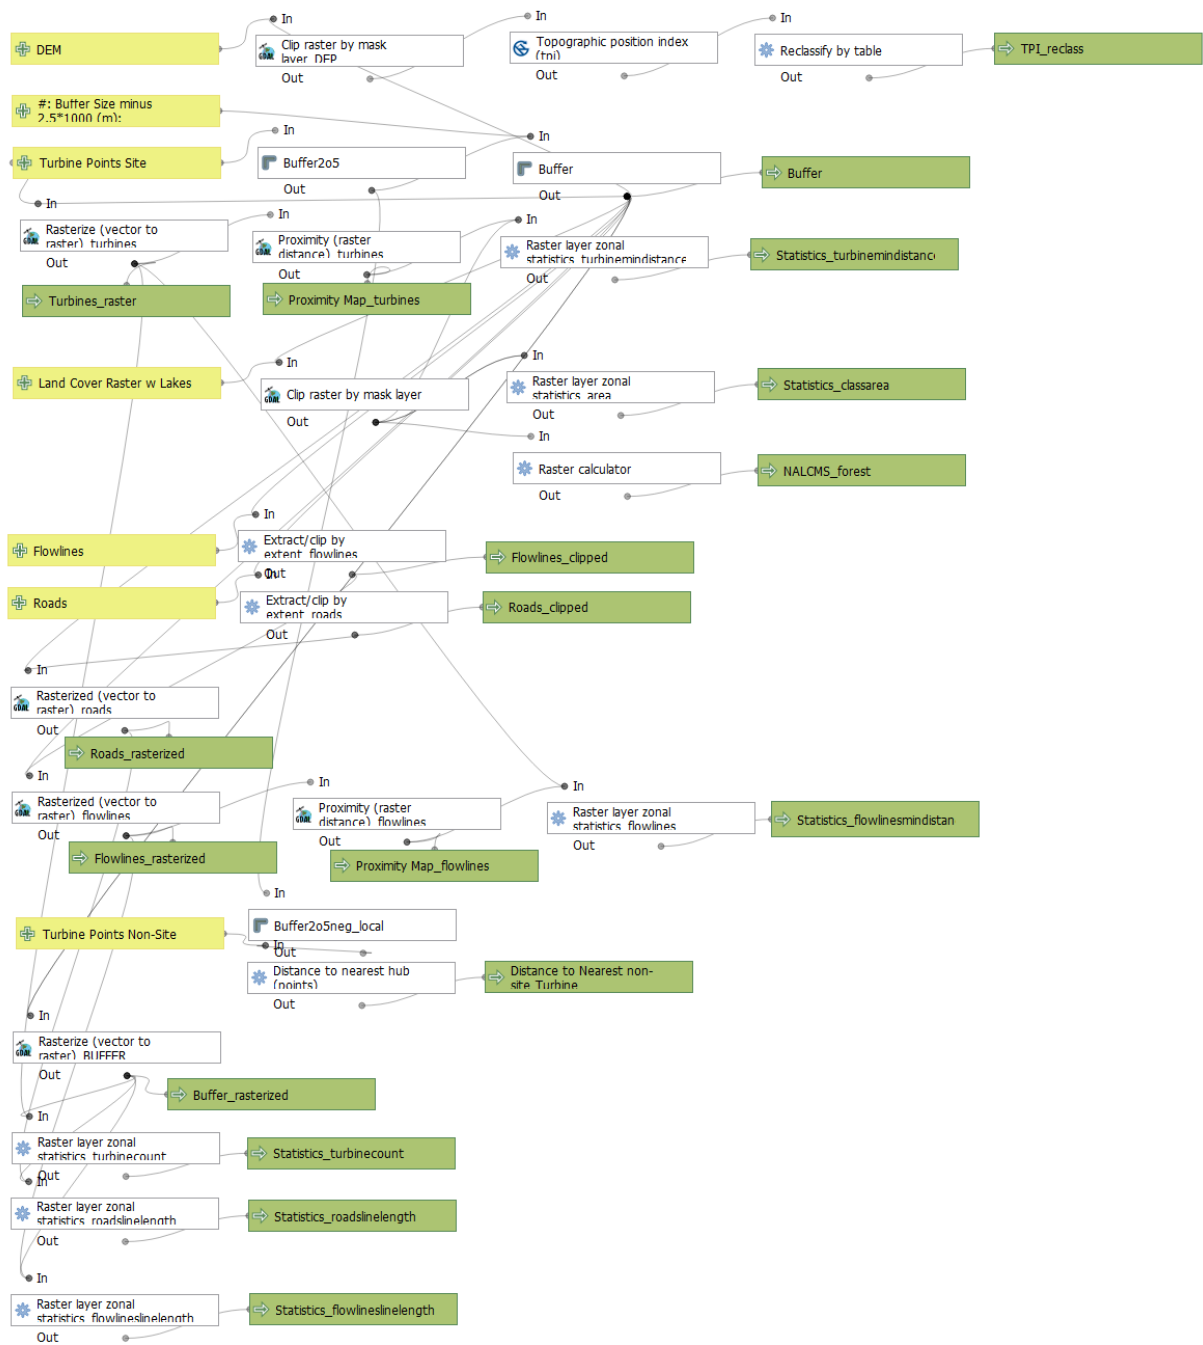 In
In
In
DEM
Clip raster by mask
layer_DEP
Topographic position index
(tpi)
Reclassify by table
TPI_reclass
Out
Out
Out
#: Buffer Size minus
2.5*1000 (m):
In
In
Turbine Points Site
Buffer2o5
Buffer
Buffer
Out
Out
In
In
In
Rasterize (vector to
raster)_turbines
Proximity (raster
distance)_turbines
Raster layer zonal
statistics_turbinemindistance
Statistics_turbinemindistanc
Out
Out
Out
Turbines_raster
Proximity Map_turbines
In
In
Land Cover Raster w Lakes
Clip raster by mask layer
Raster layer zonal
statistics_area
Statistics_classarea
Out
Out
In
Raster calculator
NALCMS_forest
Out
In
Flowlines
Extract/clip by
extent_flowlines
Flowlines_clipped
Out
In
Roads
Extract/clip by
extent_roads
Roads_clipped
Out
In
Rasterized (vector to
raster)_roads
Out
Roads_rasterized
In
In
In
Rasterized (vector to
raster)_flowlines
Proximity (raster
distance)_flowlines
Raster layer zonal
statistics_flowlines
Statistics_flowlinesmindistan
Out
Out
Out
Flowlines_rasterized
Proximity Map_flowlines
In
Turbine Points Non-Site
Buffer2o5neg_local
In
Out
Distance to nearest hub
(points)
Distance to Nearest non-
site Turbine
Out
In
Rasterize (vector to
raster)_BUFFER
Out
Buffer_rasterized
In
Raster layer zonal
statistics_turbinecount
Statistics_turbinecount
Out
In
Raster layer zonal
statistics_roadslinelength
Statistics_roadslinelength
Out
In
Raster layer zonal
statistics_flowlineslinelength
Statistics_flowlineslinelength
Out